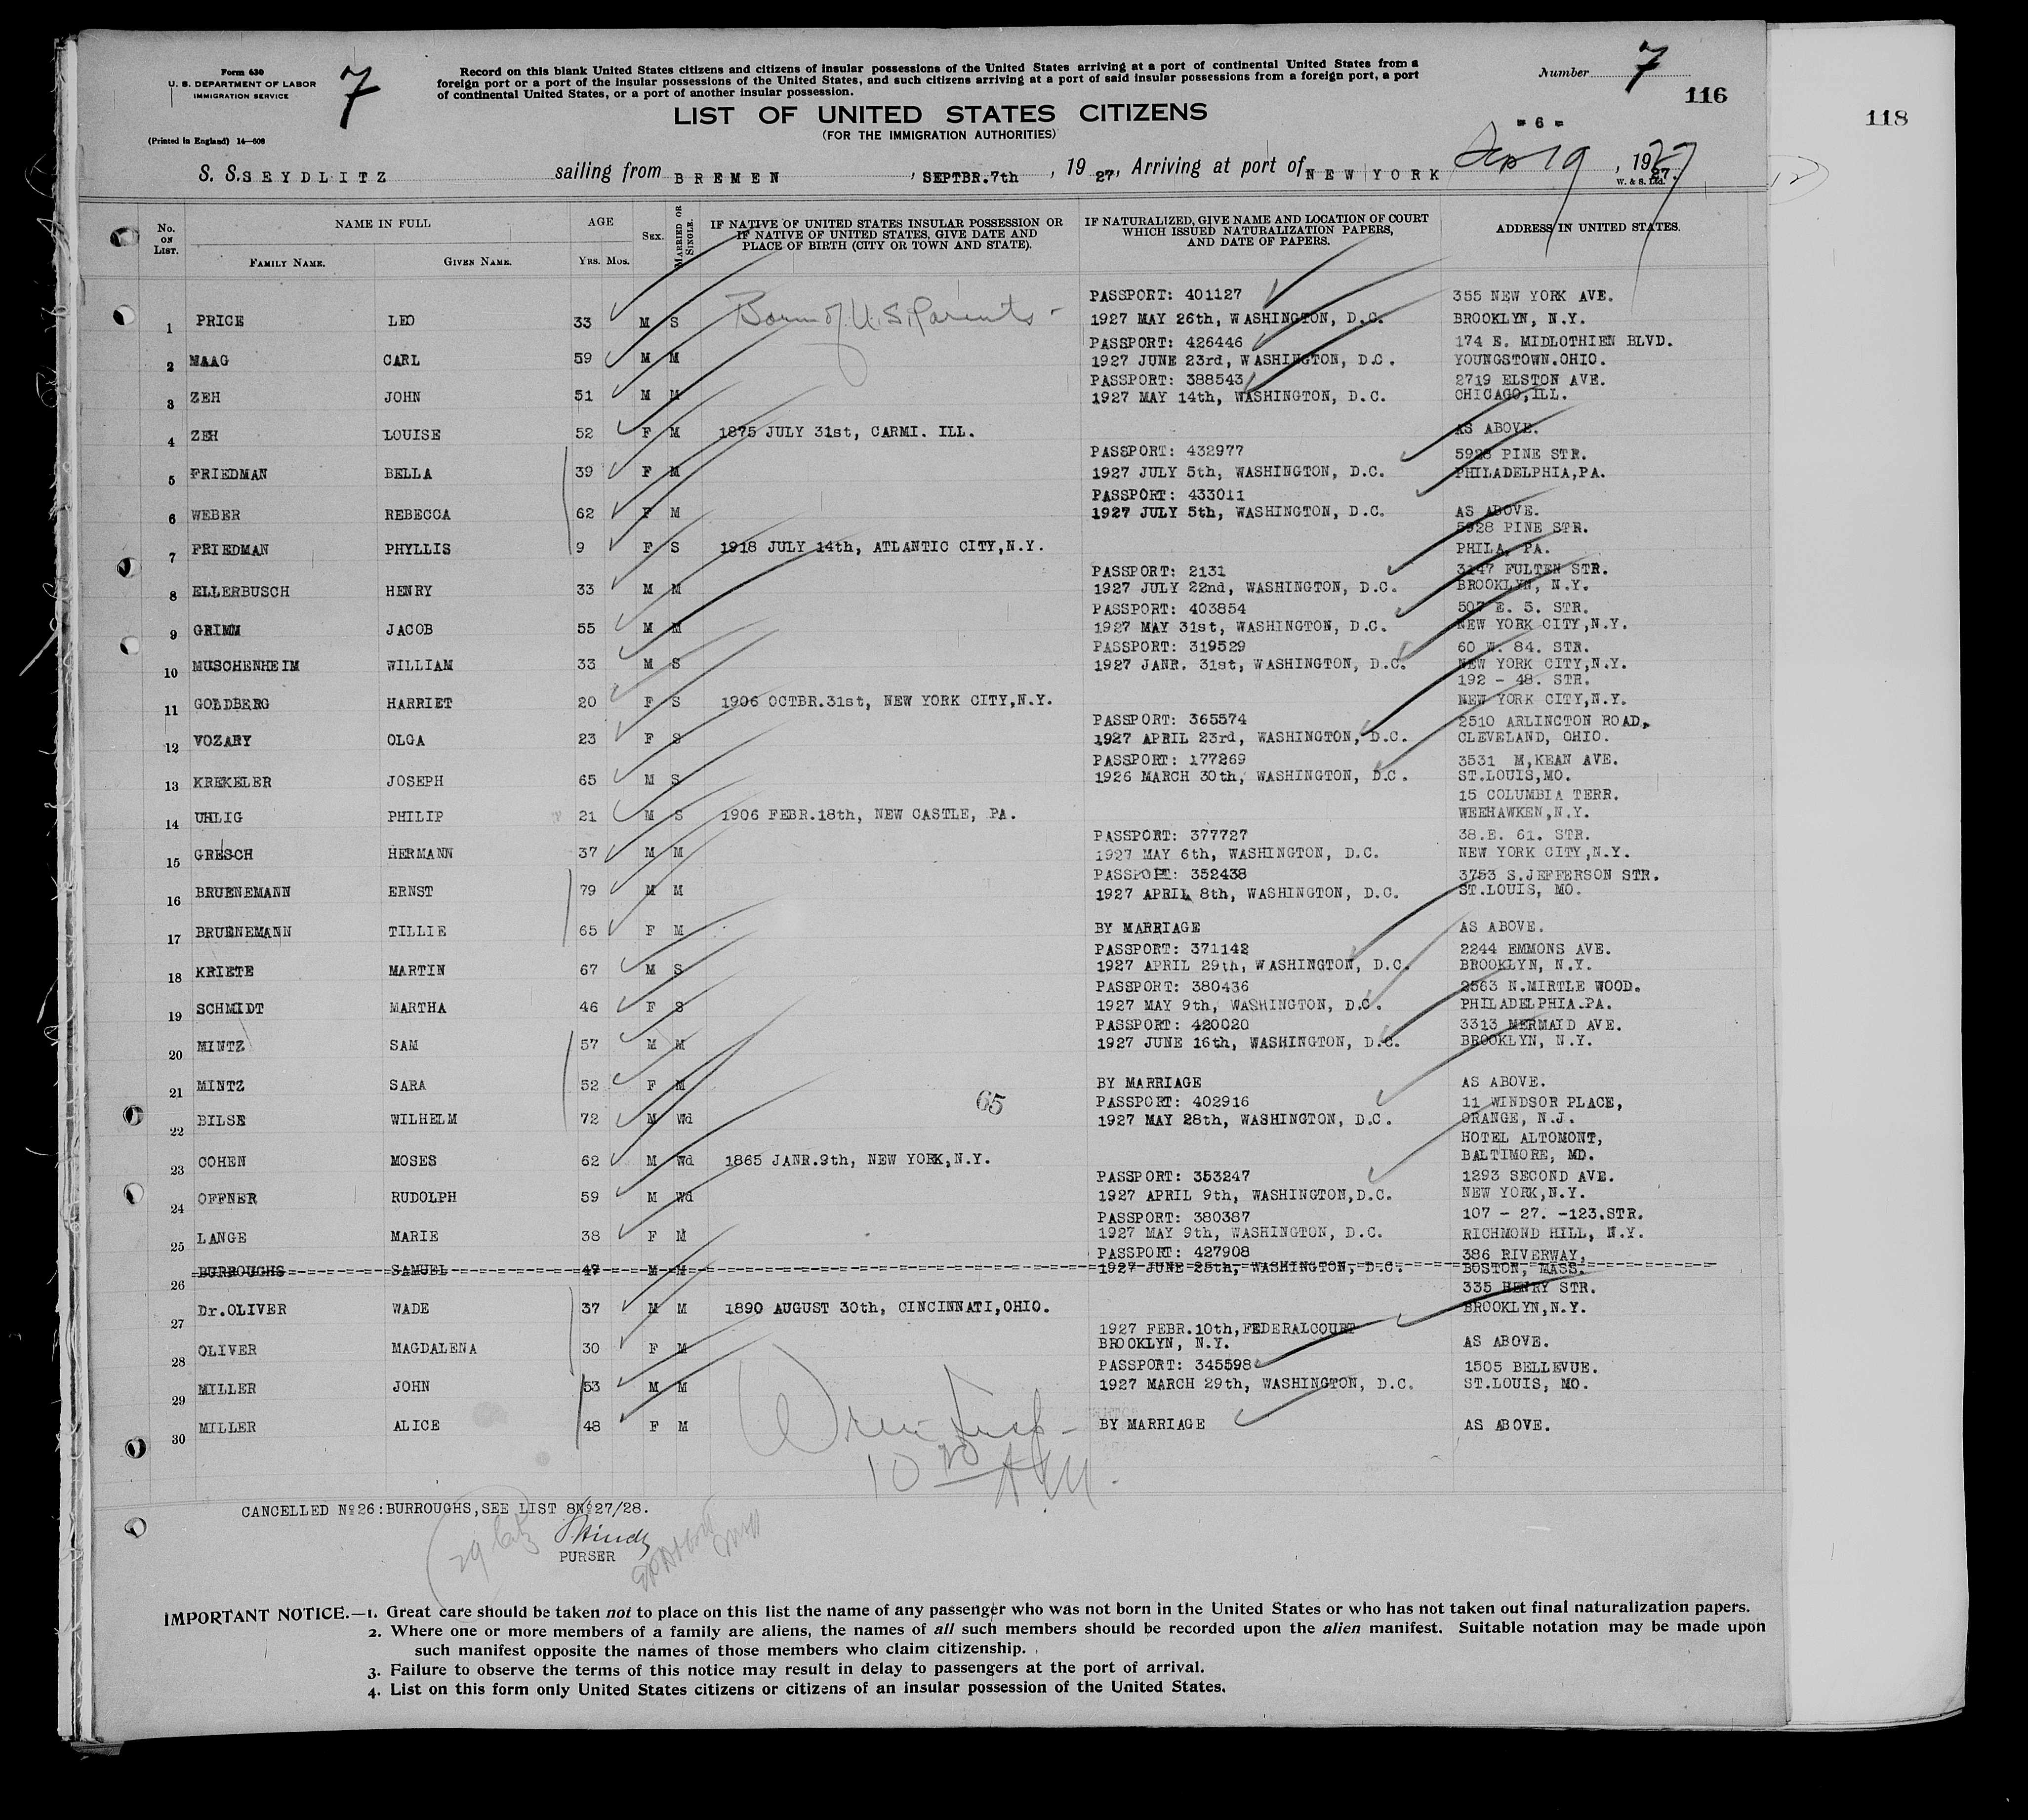 Form 630
U. S. DEPARTMENT OF LABOR
IMMIGRATION SERVICE
7
Record on this blank United States citizens and citizens of insular possessions of the United States arriving at a port of continental United States from a
foreign port or a port of the insular possessions of the United States, and such citizens arriving at a port of said insular possessions from a foreign port, a port
of continental United States, or a port of another insular possession.
Number 7
116
118
LIST OF UNITED STATES CITIZENS
(FOR THE IMMIGRATION AUTHORITIES)
= 6 =
(Printed in England) 14—608
S. S. SEYDLITZ sailing from BREMEN, SEPTBR.7th, 1927, Arriving at port of NEW YORK Sep 19, 1927
W. & S. Ltd.
No. ON LIST. NAME IN FULL AGE SEX. MARRIED OR SINGLE. IF NATIVE OF UNITED STATES INSULAR POSSESSION OR IF NATIVE OF UNITED STATES, GIVE DATE AND PLACE OF BIRTH (CITY OR TOWN AND STATE). IF NATURALIZED, GIVE NAME AND LOCATION OF COURT WHICH ISSUED NATURALIZATION PAPERS, AND DATE OF PAPERS. ADDRESS IN UNITED STATES.
FAMILY NAME. GIVEN NAME. YRS. MOS.
PASSPORT: 401127 355 NEW YORK AVE.
1 PRICE LEO 33 M S Born of U.S. Parents - 1927 MAY 26th, WASHINGTON, D.C. BROOKLYN, N.Y.
PASSPORT: 426446 174 E. MIDLOTHIEN BLVD.
2 MAAG CARL 59 M M 1927 JUNE 23rd, WASHINGTON, D.C. YOUNGSTOWN.OHIO.
PASSPORT: 388543 2719 ELSTON AVE.
3 ZEH JOHN 51 M M 1927 MAY 14th, WASHINGTON, D.C. CHICAGO,ILL.
4 ZEH LOUISE 52 F M 1875 JULY 31st, CARMI. ILL. AS ABOVE.
PASSPORT: 432977 5928 PINE STR.
5 FRIEDMAN BELLA 39 F M 1927 JULY 5th, WASHINGTON, D.C. PHILADELPHIA,PA.
PASSPORT: 433011
6 WEBER REBECCA 62 F M 1927 JULY 5th, WASHINGTON, D.C. AS ABOVE.
5928 PINE STR.
7 FRIEDMAN PHYLLIS 9 F S 1918 JULY 14th, ATLANTIC CITY,N.Y. PHILA, PA.
PASSPORT: 2131 3147 FULTEN STR.
8 ELLERBUSCH HENRY 33 M M 1927 JULY 22nd, WASHINGTON, D.C. BROOKLYN, N.Y.
PASSPORT: 403854 507 E. 5. STR.
9 GRIMM JACOB 55 M M 1927 MAY 31st, WASHINGTON, D.C. NEW YORK CITY,N.Y.
PASSPORT: 319529 60 W. 84. STR.
10 MUSCHENHEIM WILLIAM 33 M S 1927 JANR. 31st, WASHINGTON, D.C. NEW YORK CITY,N.Y.
192 - 48. STR.
11 GOLDBERG HARRIET 20 F S 1906 OCTBR.31st, NEW YORK CITY,N.Y. NEW YORK CITY,N.Y.
PASSPORT: 365574 2510 ARLINGTON ROAD,
12 VOZARY OLGA 23 F S 1927 APRIL 23rd, WASHINGTON, D.C. CLEVELAND, OHIO.
PASSPORT: 177269 3531 M,KEAN AVE.
13 KREKELER JOSEPH 65 M S 1926 MARCH 30th, WASHINGTON, D.C. ST.LOUIS,MO.
15 COLUMBIA TERR.
14 UHLIG PHILIP 21 M S 1906 FEBR.18th, NEW CASTLE, PA. WEEHAWKEN,N.Y.
PASSPORT: 377727 38.E. 61. STR.
15 GRESCH HERMANN 37 M M 1927 MAY 6th, WASHINGTON, D.C. NEW YORK CITY,N.Y.
PASSPORT: 352438 3753 S.JEFFERSON STR.
16 BRUENEMANN ERNST 79 M M 1927 APRIL 8th, WASHINGTON, D.C. ST.LOUIS, MO.
17 BRUENEMANN TILLIE 65 F M BY MARRIAGE AS ABOVE.
PASSPORT: 371142 2244 EMMONS AVE.
18 KRIETE MARTIN 67 M S 1927 APRIL 29th, WASHINGTON, D.C. BROOKLYN, N.Y.
PASSPORT: 380436 2563 N.MIRTLE WOOD.
19 SCHMIDT MARTHA 46 F S 1927 MAY 9th, WASHINGTON, D.C. PHILADELPHIA.PA.
PASSPORT: 420020 3313 MERMAID AVE.
20 MINTZ SAM 57 M M 1927 JUNE 16th, WASHINGTON, D.C. BROOKLYN, N.Y.
21 MINTZ SARA 52 F M BY MARRIAGE AS ABOVE.
65
PASSPORT: 402916 11 WINDSOR PLACE,
22 BILSE WILHELM 72 M Wd 1927 MAY 28th, WASHINGTON, D.C. ORANGE, N.J.
HOTEL ALTOMONT,
23 COHEN MOSES 62 M Wd 1865 JANR.9th, NEW YORK,N.Y. BALTIMORE, MD.
PASSPORT: 353247 1293 SECOND AVE.
24 OFFNER RUDOLPH 59 M Wd 1927 APRIL 9th, WASHINGTON,D.C. NEW YORK,N.Y.
PASSPORT: 380387 107 - 27. -123.STR.
25 LANGE MARIE 38 F M 1927 MAY 9th, WASHINGTON, D.C. RICHMOND HILL, N.Y.
PASSPORT: 427908 386 RIVERWAY,
26 BURROUGHS SAMUEL 47 M M 1927 JUNE 25th, WASHINGTON, D.C. BOSTON, MASS.
335 HENRY STR.
27 Dr.OLIVER WADE 37 M M 1890 AUGUST 30th, CINCINNATI,OHIO. BROOKLYN,N.Y.
1927 FEBR.10th,FEDERALCOURT
28 OLIVER MAGDALENA 30 F M BROOKLYN, N.Y. AS ABOVE.
PASSPORT: 345598 1505 BELLEVUE.
29 MILLER JOHN 53 M M 1927 MARCH 29th, WASHINGTON, D.C. ST.LOUIS, MO.
30 MILLER ALICE 48 F M BY MARRIAGE AS ABOVE.
10 AM.
CANCELLED Nº26:BURROUGHS,SEE LIST 8Nº27/28.
PURSER
IMPORTANT NOTICE.—1. Great care should be taken not to place on this list the name of any passenger who was not born in the United States or who has not taken out final naturalization papers.
2. Where one or more members of a family are aliens, the names of all such members should be recorded upon the alien manifest. Suitable notation may be made upon
such manifest opposite the names of those members who claim citizenship.
3. Failure to observe the terms of this notice may result in delay to passengers at the port of arrival.
4. List on this form only United States citizens or citizens of an insular possession of the United States.